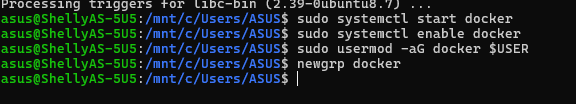 Processing triggers for libc-bin (2.39-0ubuntu8.7) ...
asus@ShellyAS-5U5:/mnt/c/Users/ASUS$ sudo systemctl start docker
asus@ShellyAS-5U5:/mnt/c/Users/ASUS$ sudo systemctl enable docker
asus@ShellyAS-5U5:/mnt/c/Users/ASUS$ sudo usermod -aG docker $USER
asus@ShellyAS-5U5:/mnt/c/Users/ASUS$ newgrp docker
asus@ShellyAS-5U5:/mnt/c/Users/ASUS$